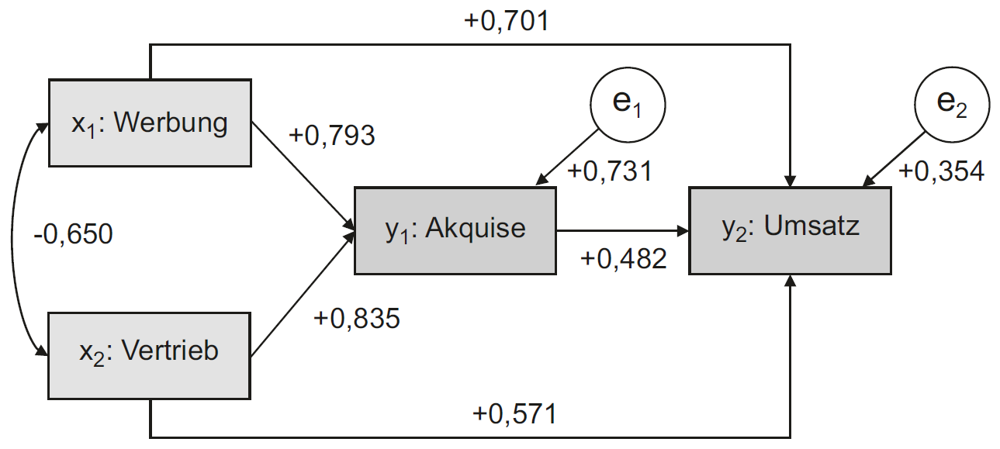 +0,701
e₁
e₂
x₁: Werbung
+0,793
+0,731
+0,354
-0,650
y₁: Akquise
y₂: Umsatz
+0,482
+0,835
x₂: Vertrieb
+0,571